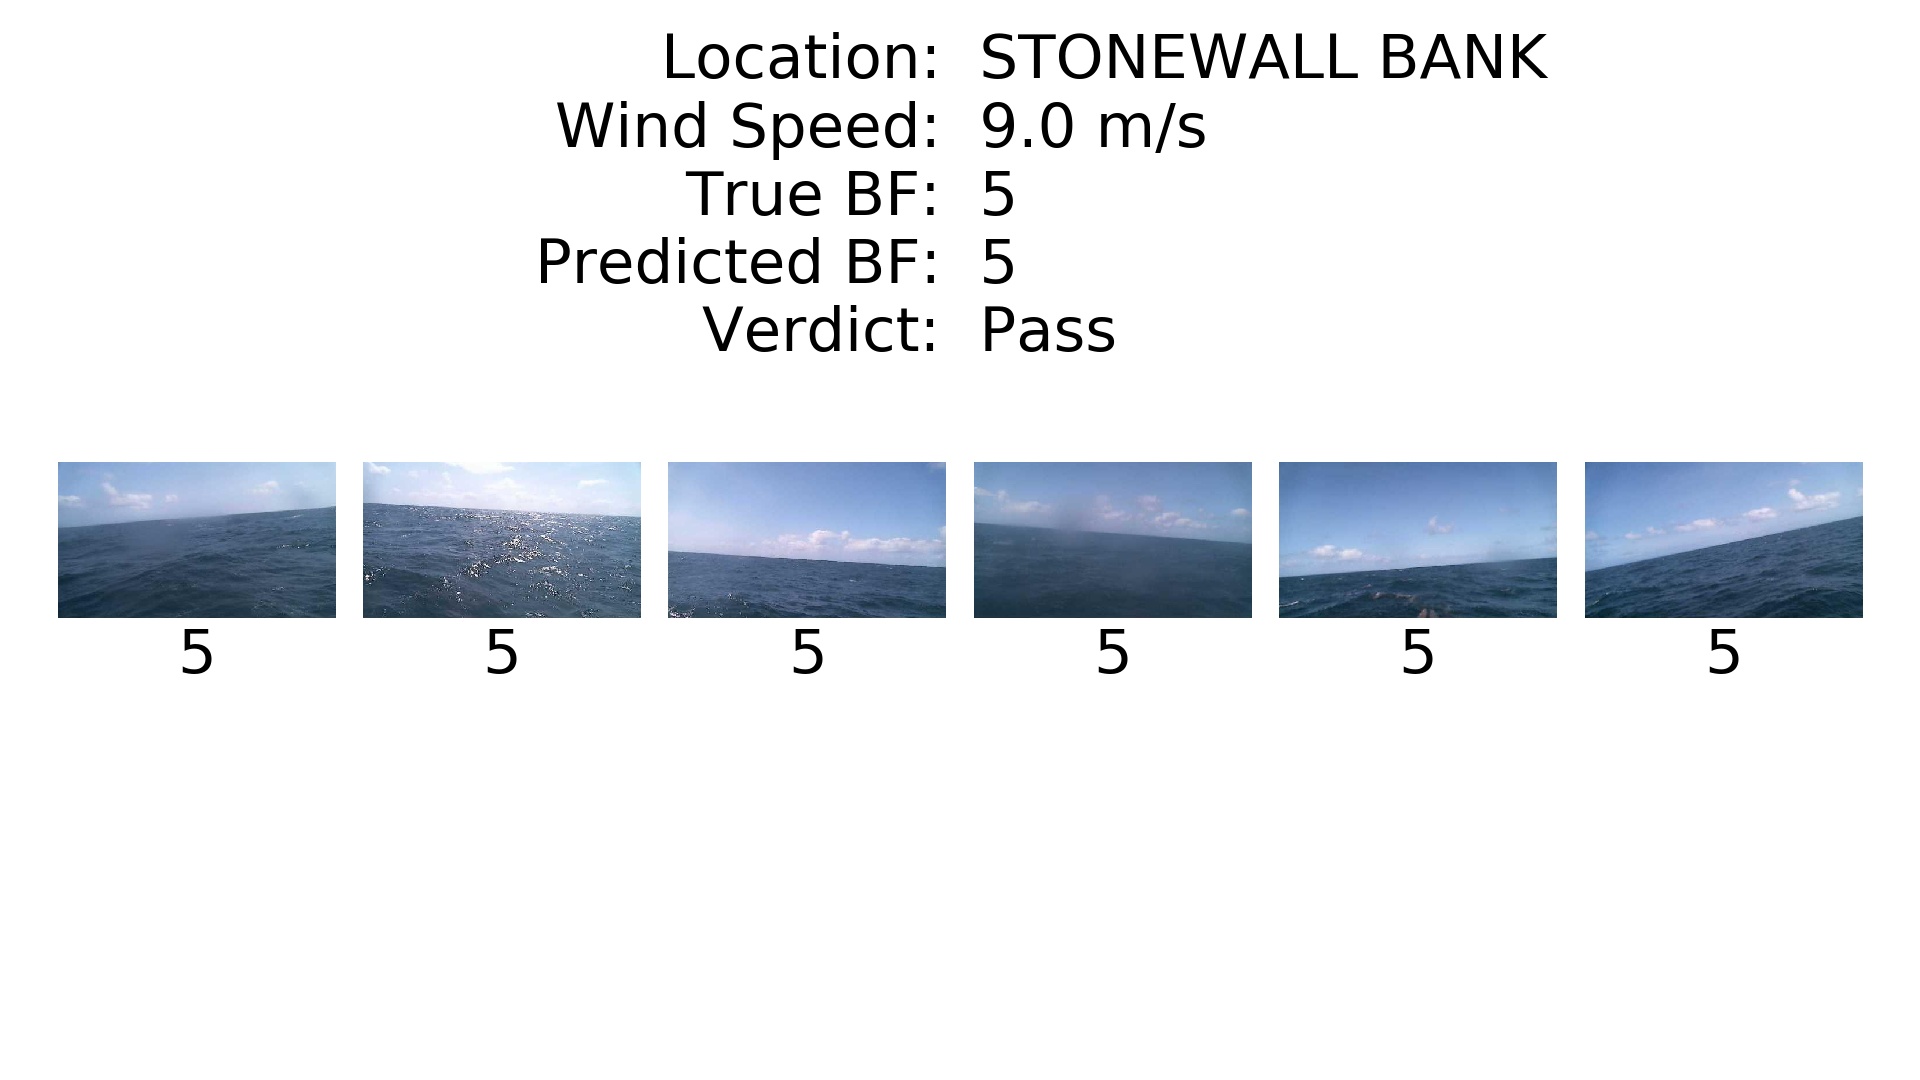 Location: STONEWALL BANK
Wind Speed: 9.0 m/s
True BF: 5
Predicted BF: 5
Verdict: Pass
5 5 5 5 5 5